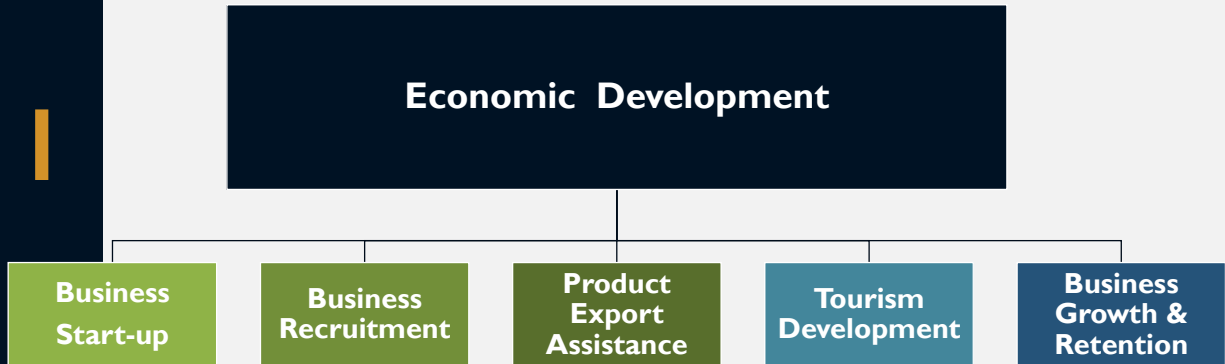 Economic Development
Business
Start-up
Business
Recruitment
Product
Export
Assistance
Tourism
Development
Business
Growth &
Retention